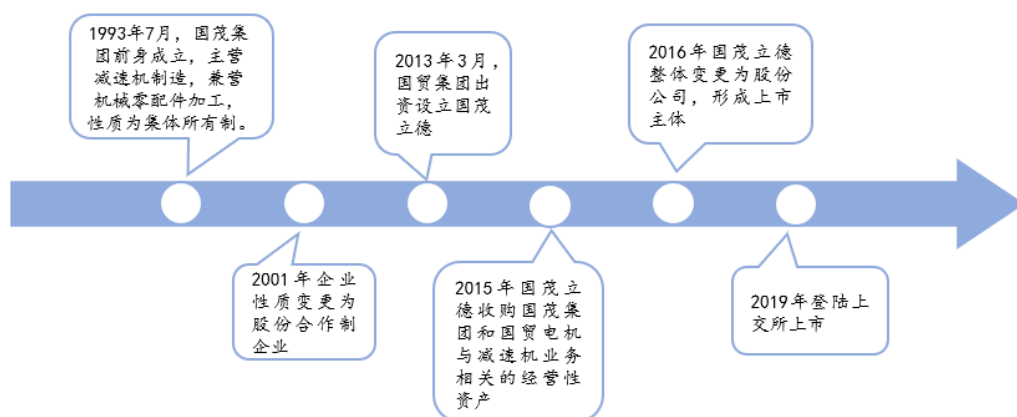 1993年7月，国茂集
团前身成立，主营
减速机制造，兼营
机械零配件加工，
性质为集体所有制。
2001年企业
性质变更为
股份合作制
企业
2013年3月，
国贸集团出
资设立国茂
立德
2015年国茂立
德收购国茂集
团和国贸电机
与减速机业务
相关的经营性
资产
2016年国茂立德
整体变更为股份
公司，形成上市
主体
2019年登陆上
交所上市